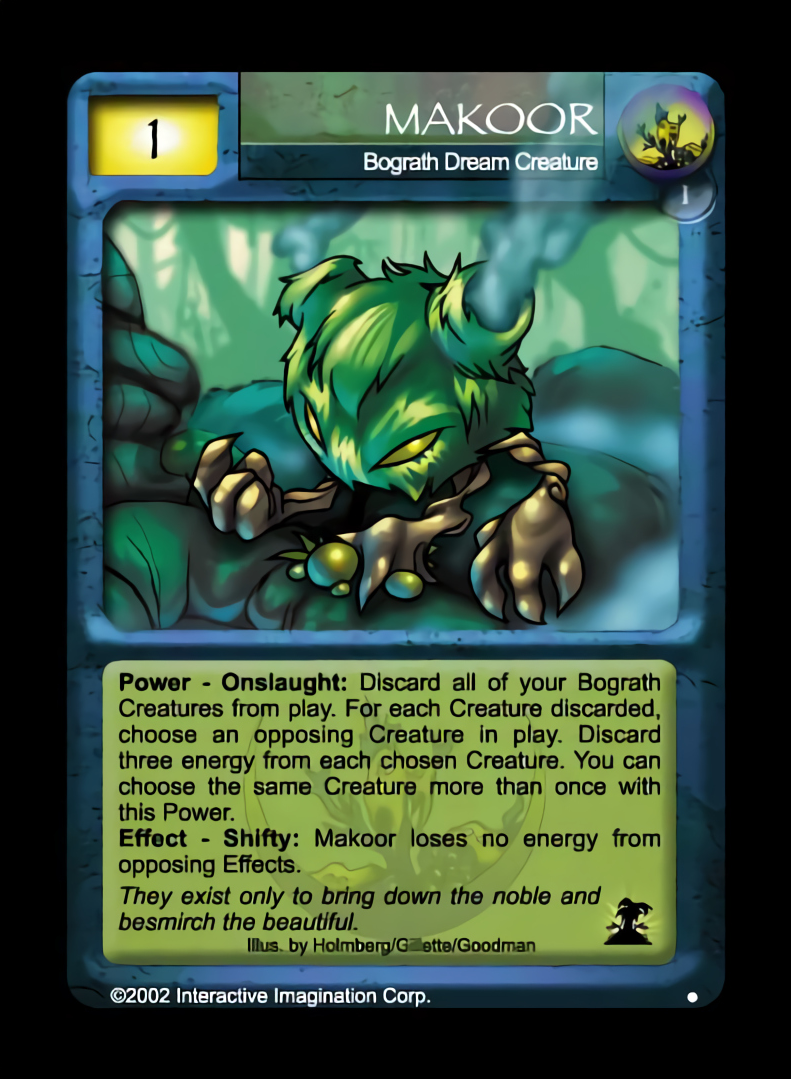 1
MAKOOR
Bograth Dream Creature
1
Power - Onslaught: Discard all of your Bograth
Creatures from play. For each Creature discarded,
choose an opposing Creature in play. Discard
three energy from each chosen Creature. You can
choose the same Creature more than once with
this Power.
Effect - Shifty: Makoor loses no energy from
opposing Effects.
They exist only to bring down the noble and
besmirch the beautiful.
Illus. by Holmberg/Gillette/Goodman
©2002 Interactive Imagination Corp.